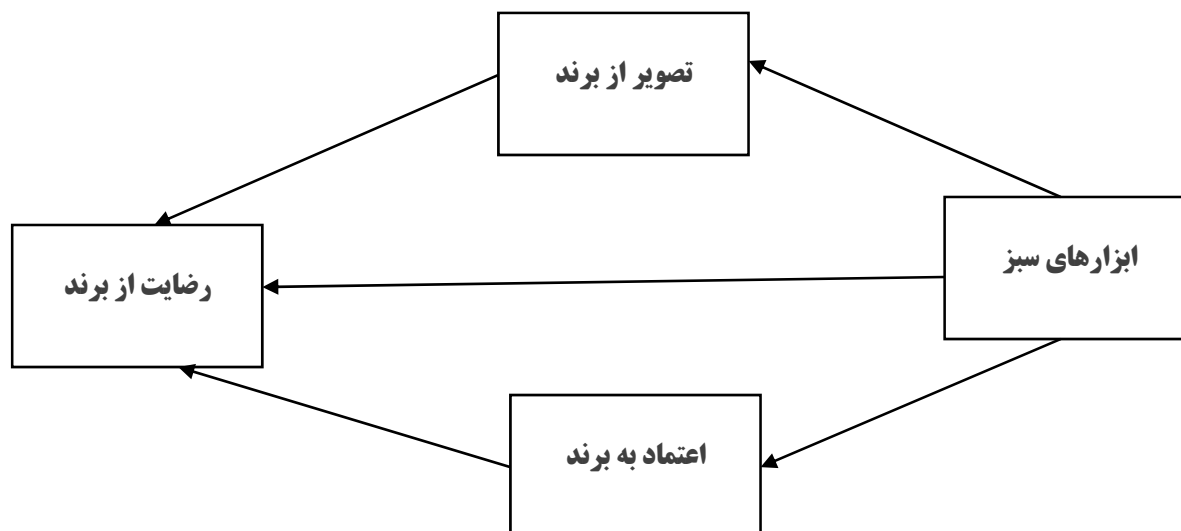 تصویر از برند
ابزارهای سبز
رضایت از برند
اعتماد به برند